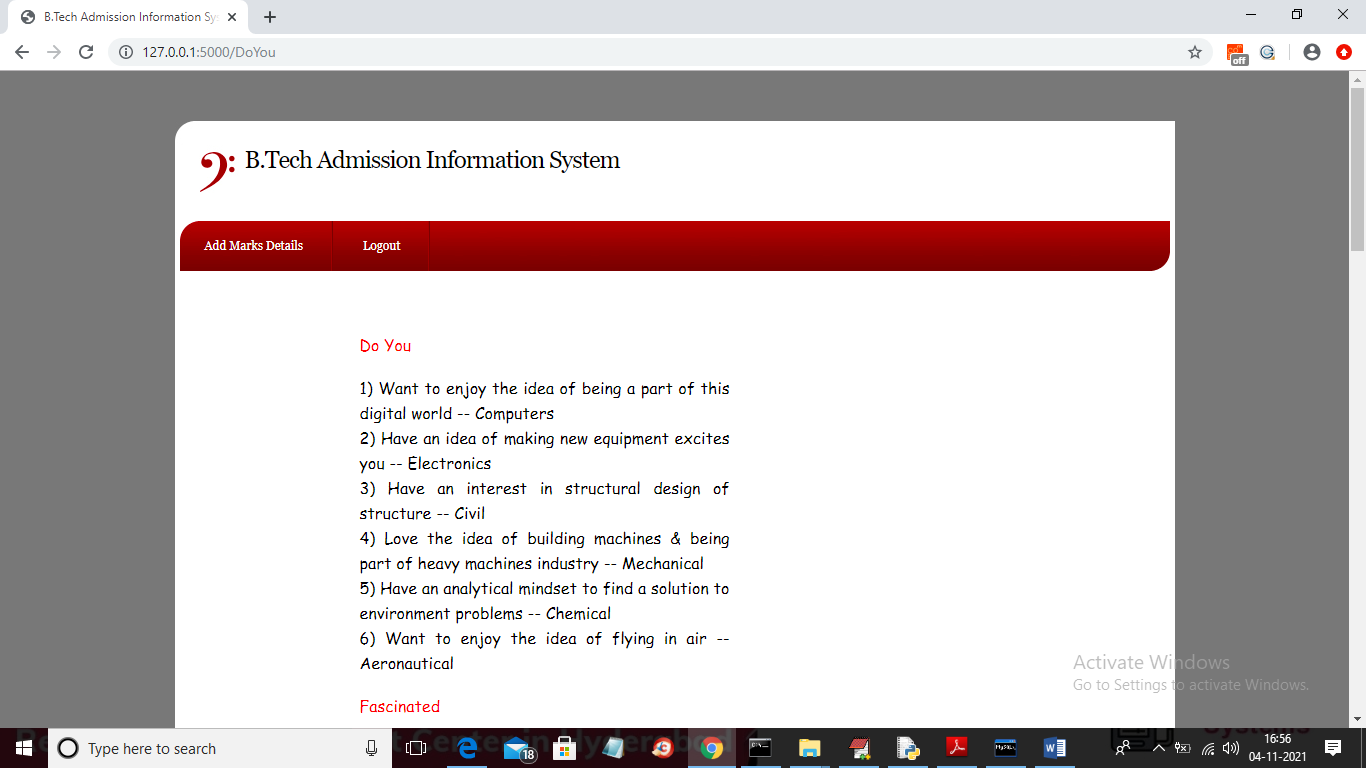 B.Tech Admission Information Sy
127.0.0.1:5000/DoYou
off
B.Tech Admission Information System
Add Marks Details
Logout
Do You
1) Want to enjoy the idea of being a part of this
digital world -- Computers
2) Have an idea of making new equipment excites
you -- Electronics
3) Have an interest in structural design of
structure -- Civil
4) Love the idea of building machines & being
part of heavy machines industry -- Mechanical
5) Have an analytical mindset to find a solution to
environment problems -- Chemical
6) Want to enjoy the idea of flying in air --
Aeronautical
Fascinated
Activate Windows
Go to Settings to activate Windows.
Type here to search
18
MySQL
16:56
04-11-2021